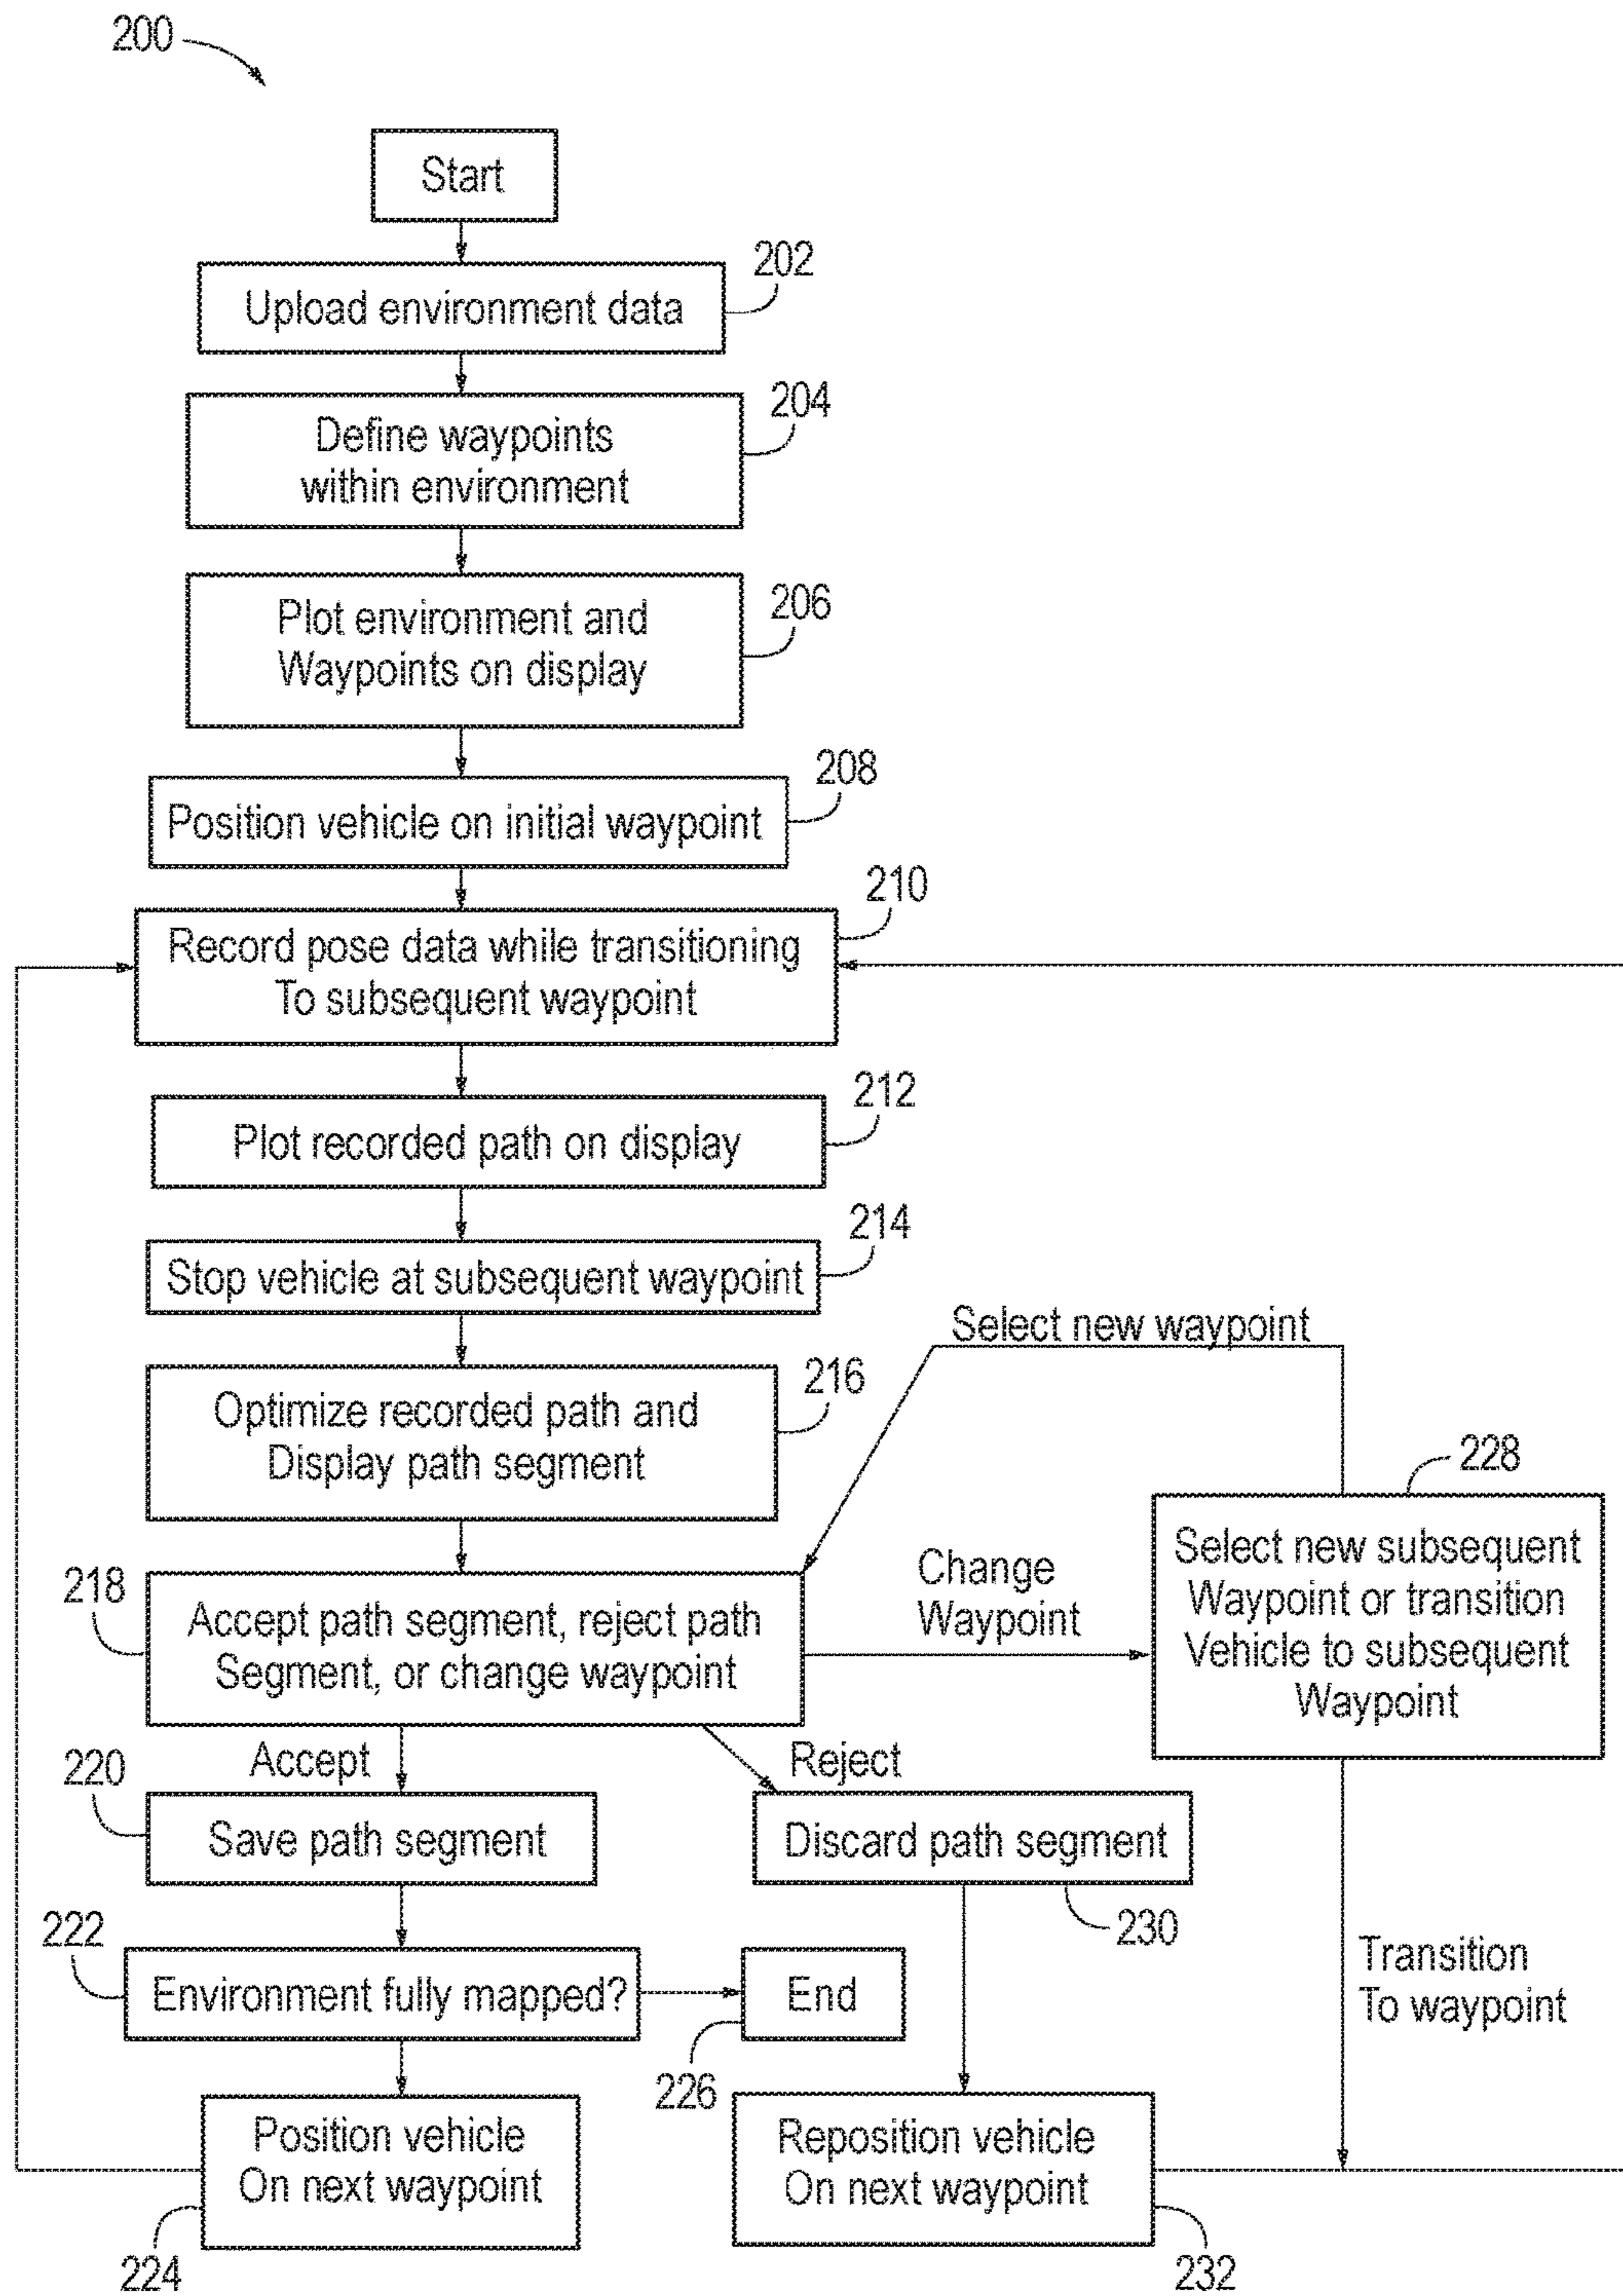 200
Start
202
Upload environment data
204
Define waypoints
within environment
206
Plot environment and
Waypoints on display
208
Position vehicle on initial waypoint
210
Record pose data while transitioning
To subsequent waypoint
212
Plot recorded path on display
214
Stop vehicle at subsequent waypoint
Select new waypoint
216
Optimize recorded path and
Display path segment
228
Select new subsequent
Waypoint or transition
Vehicle to subsequent
Waypoint
Change
Waypoint
218
Accept path segment, reject path
Segment, or change waypoint
Accept
Reject
220
Save path segment
Discard path segment
230
222
Environment fully mapped?
End
226
Transition
To waypoint
Position vehicle
On next waypoint
224
Reposition vehicle
On next waypoint
232